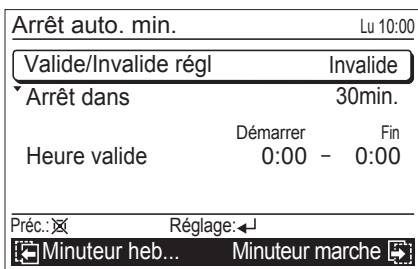 Arrêt auto. min. Lu 10:00
Valide/Invalide régl Invalide
Arrêt dans 30min.
Démarrer Fin
Heure valide 0:00 – 0:00
Préc.: Réglage:
Minuteur heb... Minuteur marche